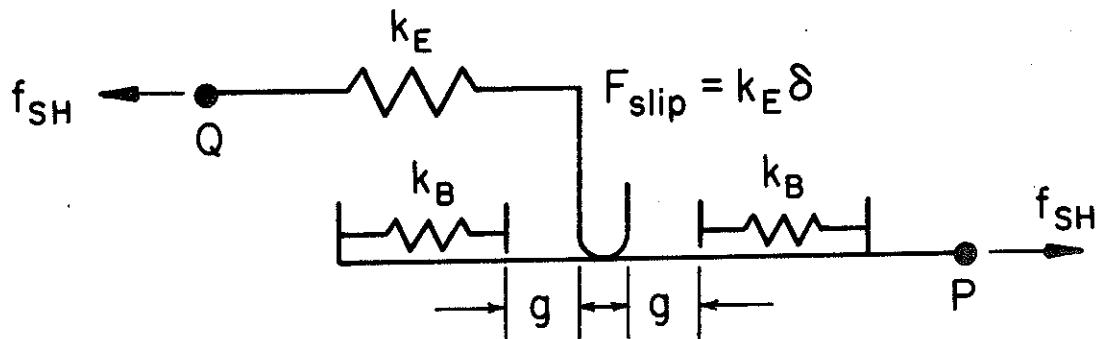 k_E
f_SH
F_slip = k_E δ
Q
k_B
k_B
f_SH
P
g
g